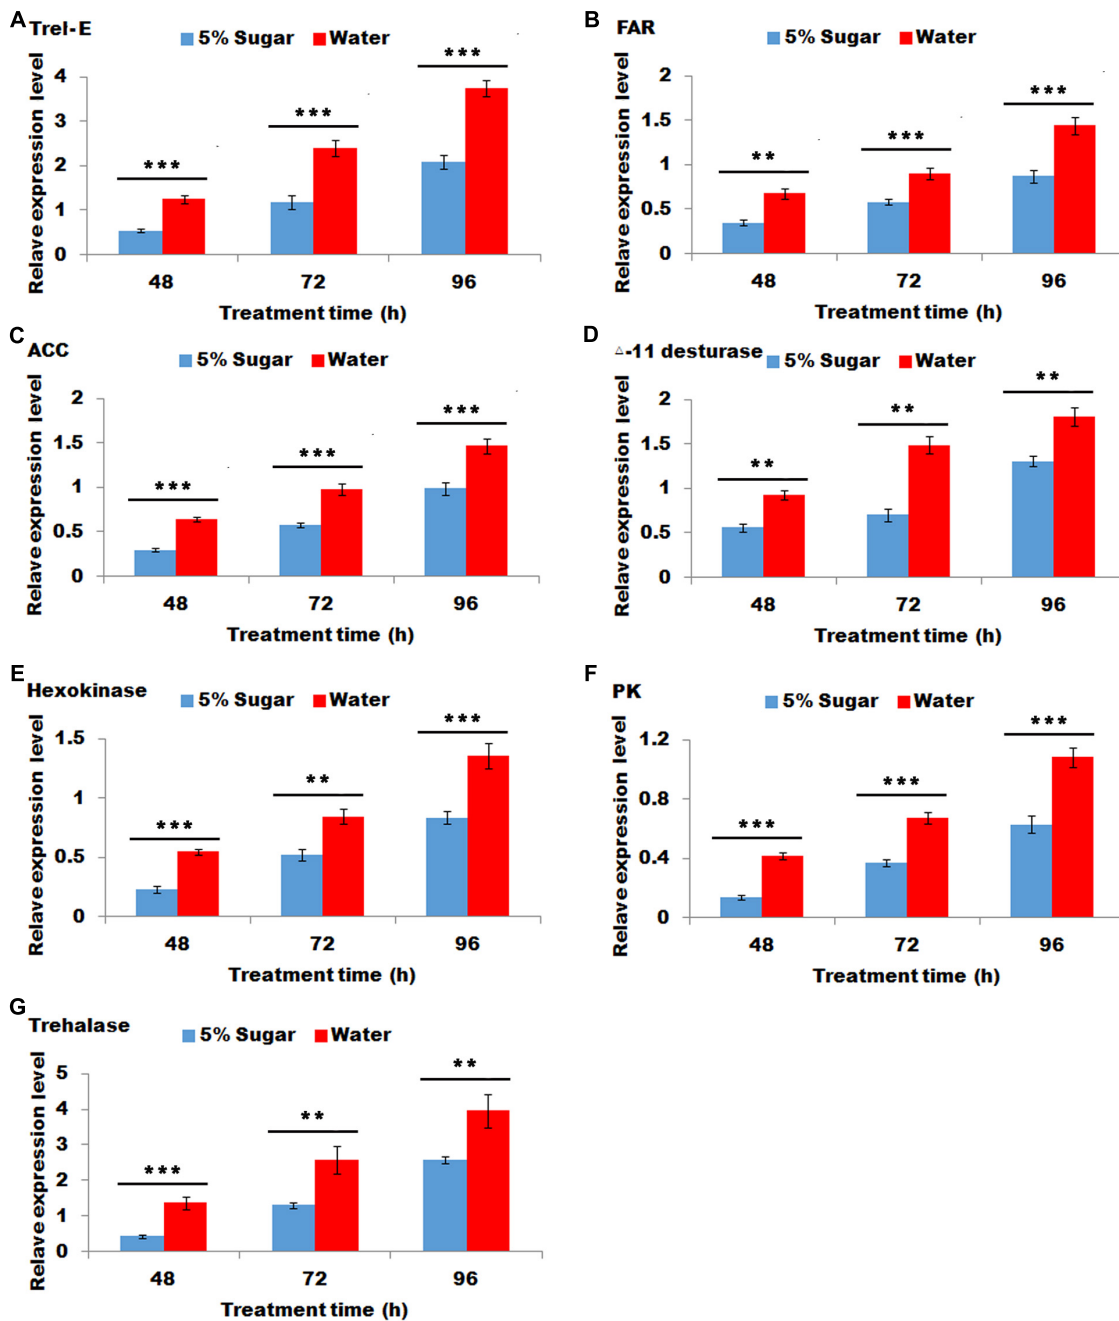 A
Trel-E
5% Sugar Water
Relave expression level
4
3
2
1
0
***
***
***
48 72 96
Treatment time (h)
B
FAR
5% Sugar Water
Relave expression level
2
1.5
1
0.5
0
**
***
***
48 72 96
Treatment time (h)
C
ACC
5% Sugar Water
Relave expression level
2
1.5
1
0.5
0
***
***
***
48 72 96
Treatment time (h)
D
△-11 desturase
5% Sugar Water
Relave expression level
2
1.5
1
0.5
0
**
**
**
48 72 96
Treatment time (h)
E
Hexokinase
5% Sugar Water
Relave expression level
1.5
1
0.5
0
***
**
***
48 72 96
Treatment time (h)
F
PK
5% Sugar Water
Relave expression level
1.2
0.8
0.4
0
***
***
***
48 72 96
Treatment time (h)
G
Trehalase
5% Sugar Water
Relave expression level
5
4
3
2
1
0
***
**
**
48 72 96
Treatment time (h)